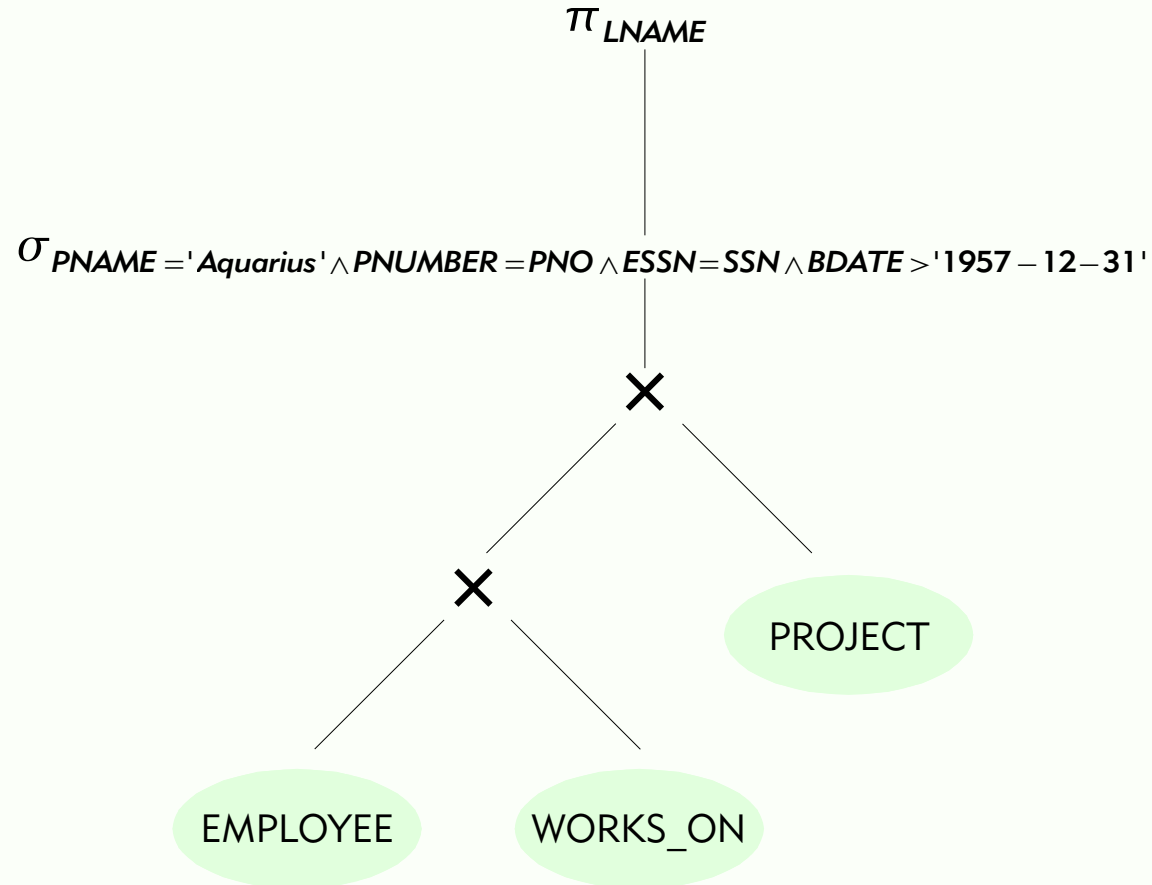 π LNAME
σ PNAME ='Aquarius'∧PNUMBER=PNO∧ESSN=SSN∧BDATE>'1957–12–31'
×
×
PROJECT
EMPLOYEE WORKS_ON